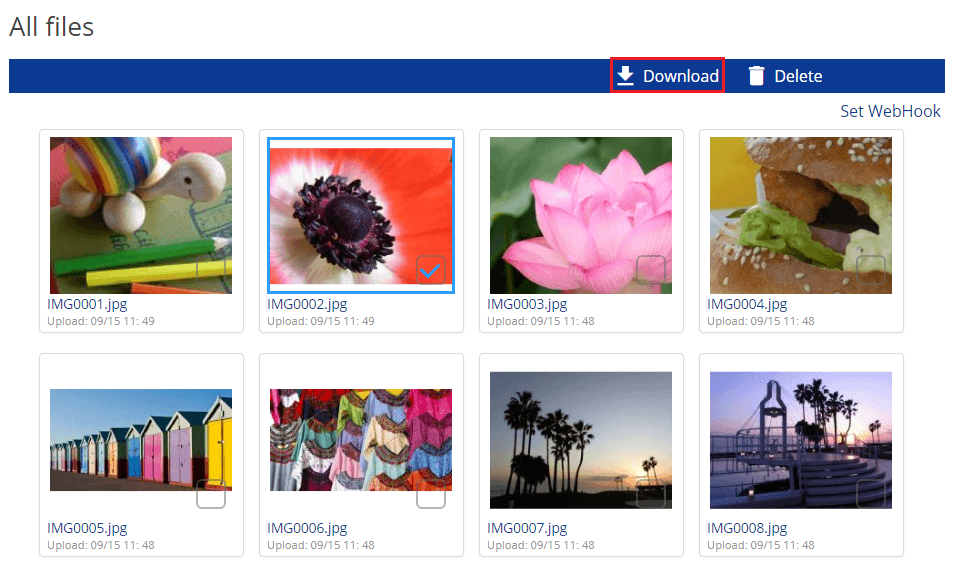 All files
Download Delete
Set WebHook
IMG0001.jpg IMG0002.jpg IMG0003.jpg IMG0004.jpg
Upload: 09/15 11: 49 Upload: 09/15 11: 49 Upload: 09/15 11: 48 Upload: 09/15 11: 48
IMG0005.jpg IMG0006.jpg IMG0007.jpg IMG0008.jpg
Upload: 09/15 11: 48 Upload: 09/15 11: 48 Upload: 09/15 11: 48 Upload: 09/15 11: 48